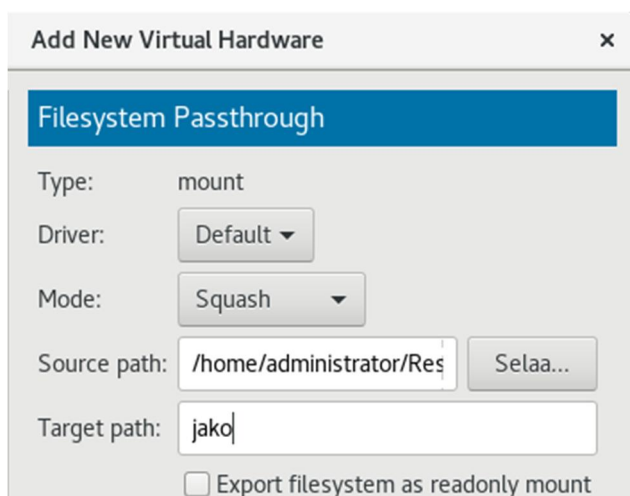 Add New Virtual Hardware ×
Filesystem Passthrough
Type: mount
Driver: Default
Mode: Squash
Source path: /home/administrator/Res Selaa...
Target path: jako
Export filesystem as readonly mount